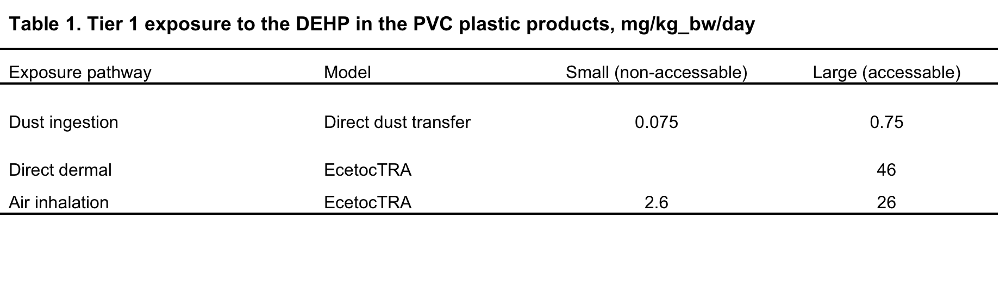 Table 1. Tier 1 exposure to the DEHP in the PVC plastic products, mg/kg_bw/day
Exposure pathway Model Small (non-accessable) Large (accessable)
Dust ingestion Direct dust transfer 0.075 0.75
Direct dermal EcetocTRA 46
Air inhalation EcetocTRA 2.6 26